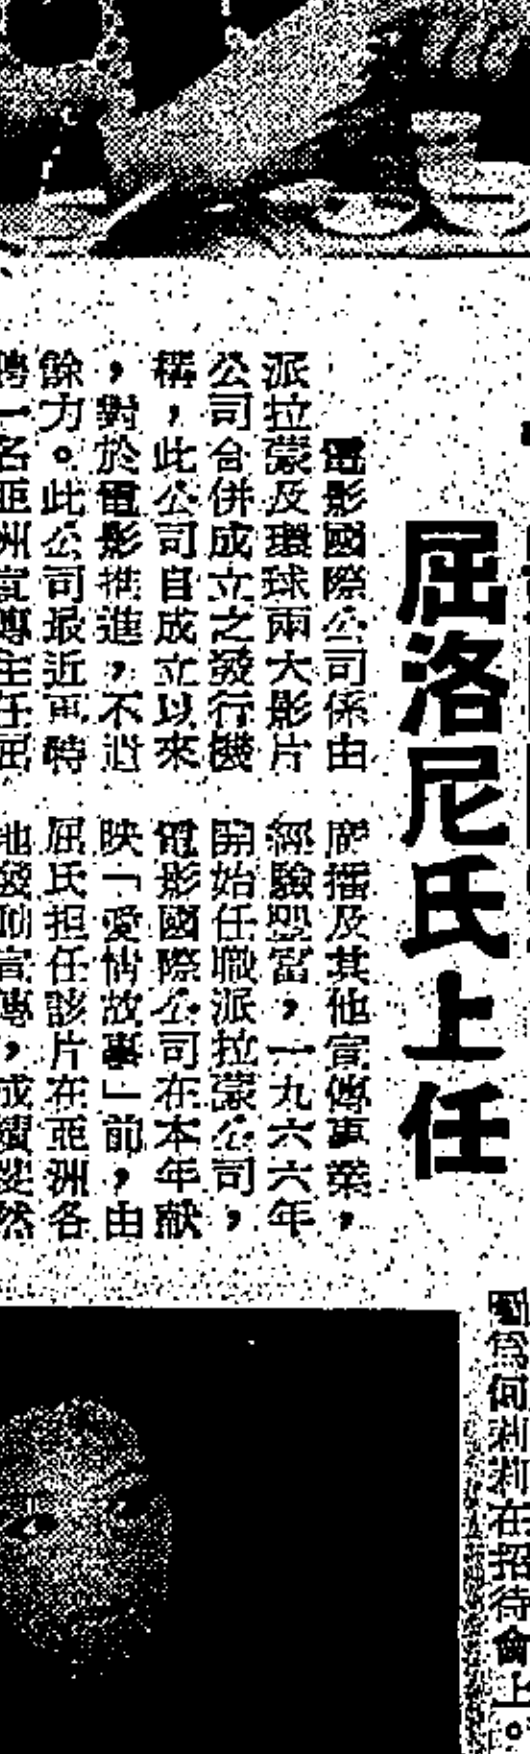 屈洛尼氏上任
電影國際公司係由
派拉蒙及環球兩大影片
公司合併成立之發行機
稱，此公司自成立以來
，對於電影推進，不遺
餘力。此公司最近再特
聘一名亞洲宣傳主任屈
廣播及其他宣傳事業，
經驗豐富，一九六六年
開始任職派拉蒙公司，
電影國際公司在本年献
映「愛情故事」前，由
屈氏担任該片在亞洲各
地發動宣傳，成績斐然
圖爲何莉莉在招待會上。